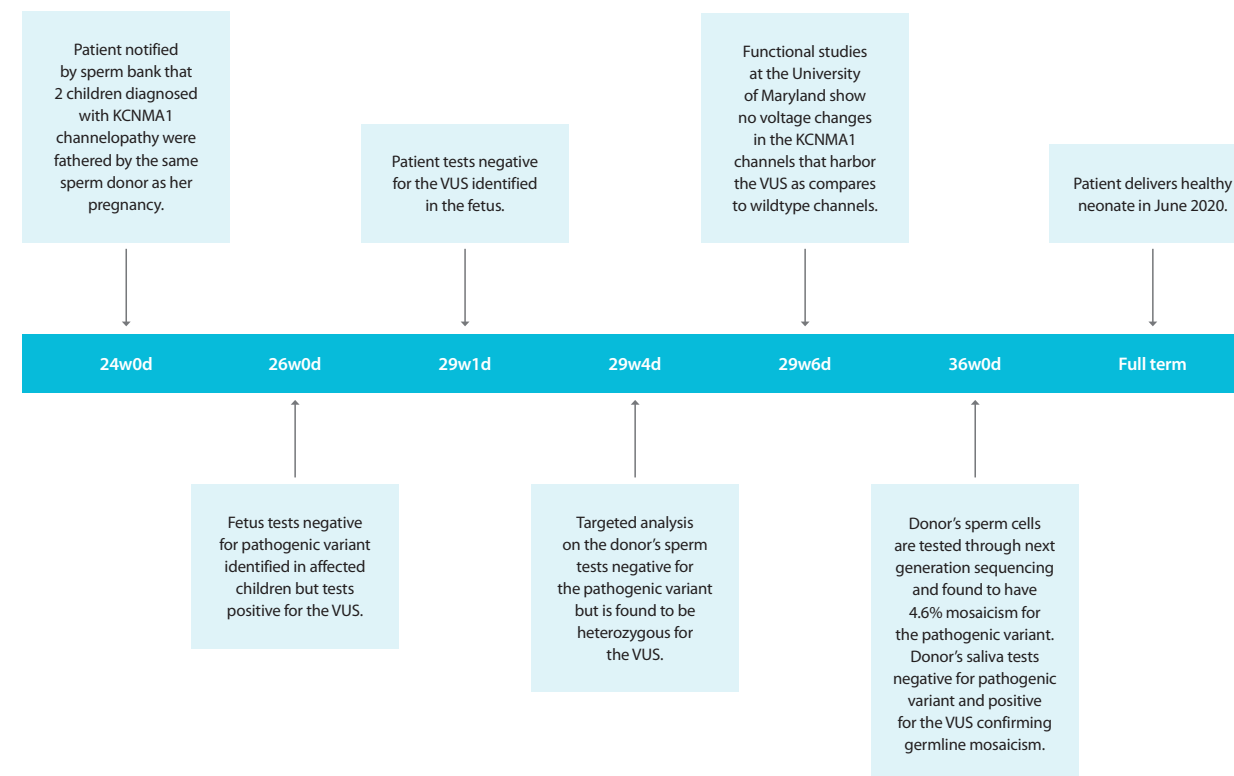 Patient notified
by sperm bank that
2 children diagnosed
with KCNMA1
channelopathy were
fathered by the same
sperm donor as her
pregnancy.
Patient tests negative
for the VUS identified
in the fetus.
Functional studies
at the University
of Maryland show
no voltage changes
in the KCNMA1
channels that harbor
the VUS as compares
to wildtype channels.
Patient delivers healthy
neonate in June 2020.
24w0d
26w0d
29w1d
29w4d
29w6d
36w0d
Full term
Fetus tests negative
for pathogenic variant
identified in affected
children but tests
positive for the VUS.
Targeted analysis
on the donor's sperm
tests negative for
the pathogenic variant
but is found to be
heterozygous for
the VUS.
Donor's sperm cells
are tested through next
generation sequencing
and found to have
4.6% mosaicism for
the pathogenic variant.
Donor's saliva tests
negative for pathogenic
variant and positive
for the VUS confirming
germline mosaicism.